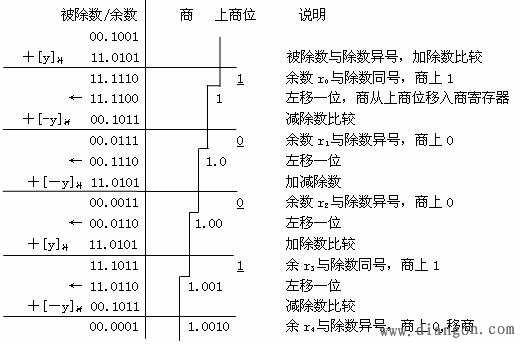 被除数/余数 商 上商位 说明
00.1001
+[y]补 11.0101 被除数与除数异号，加除数比较
11.1110 1 余数 r₀与除数同号，商上 1
← 11.1100 1 左移一位，商从上商位移入商寄存器
+[-y]补 00.1011 减除数比较
00.0111 0 余数 r₁与除数异号，商上 0
← 00.1110 1.0 左移一位
+[-y]补 11.0101 加减除数
00.0011 0 余数 r₂与除数异号，商上 0
← 00.0110 1.00 左移一位
+[y]补 11.0101 加除数比较
11.1011 1 余 r₃与除数同号，商上 1
← 11.0110 1.001 左移一位
+[-y]补 00.1011 减除数比较
00.0001 1.0010 余 r₄与除数异号，商上 0,移商